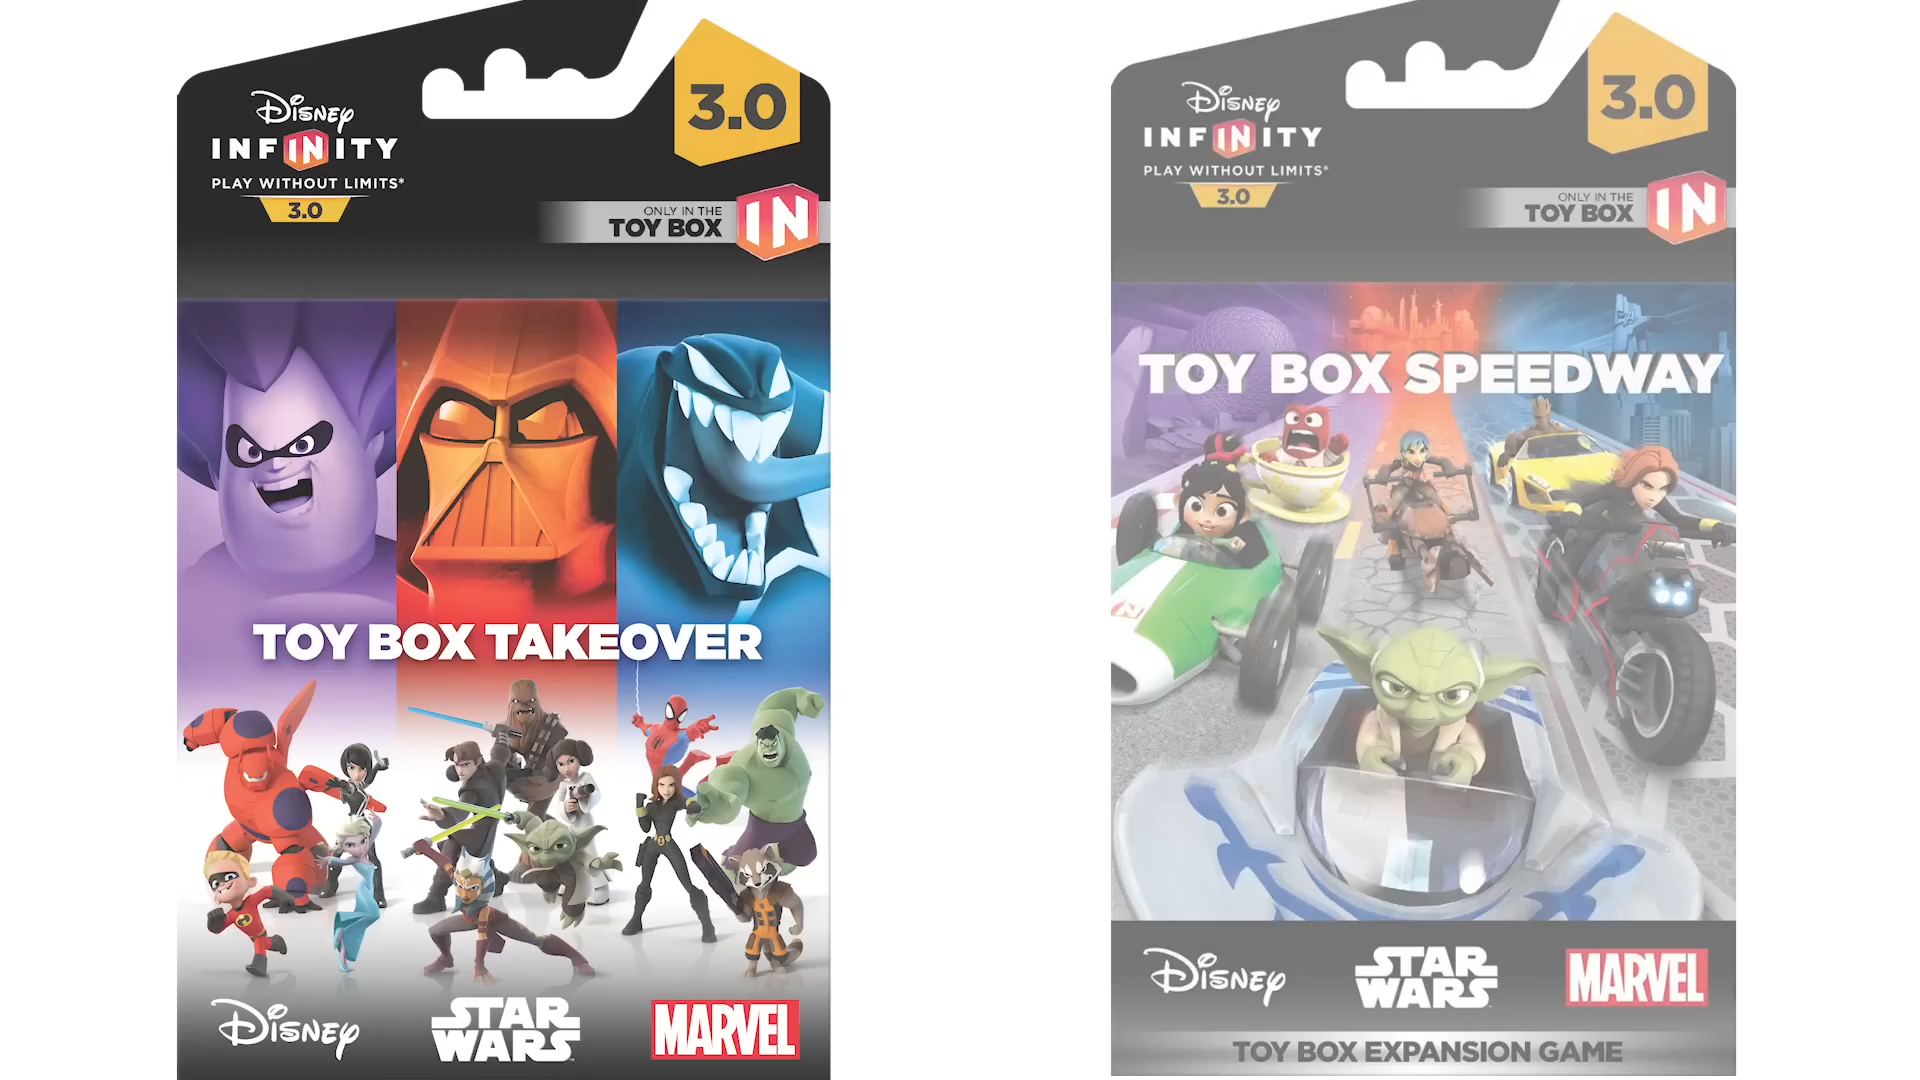 Disney
INFINITY
PLAY WITHOUT LIMITS®
3.0
3.0
ONLY IN THE
TOY BOX
IN
TOY BOX TAKEOVER
Disney
STAR
WARS
MARVEL
Disney
INFINITY
PLAY WITHOUT LIMITS®
3.0
3.0
ONLY IN THE
TOY BOX
IN
TOY BOX SPEEDWAY
IN
Disney
STAR
WARS
MARVEL
TOY BOX EXPANSION GAME